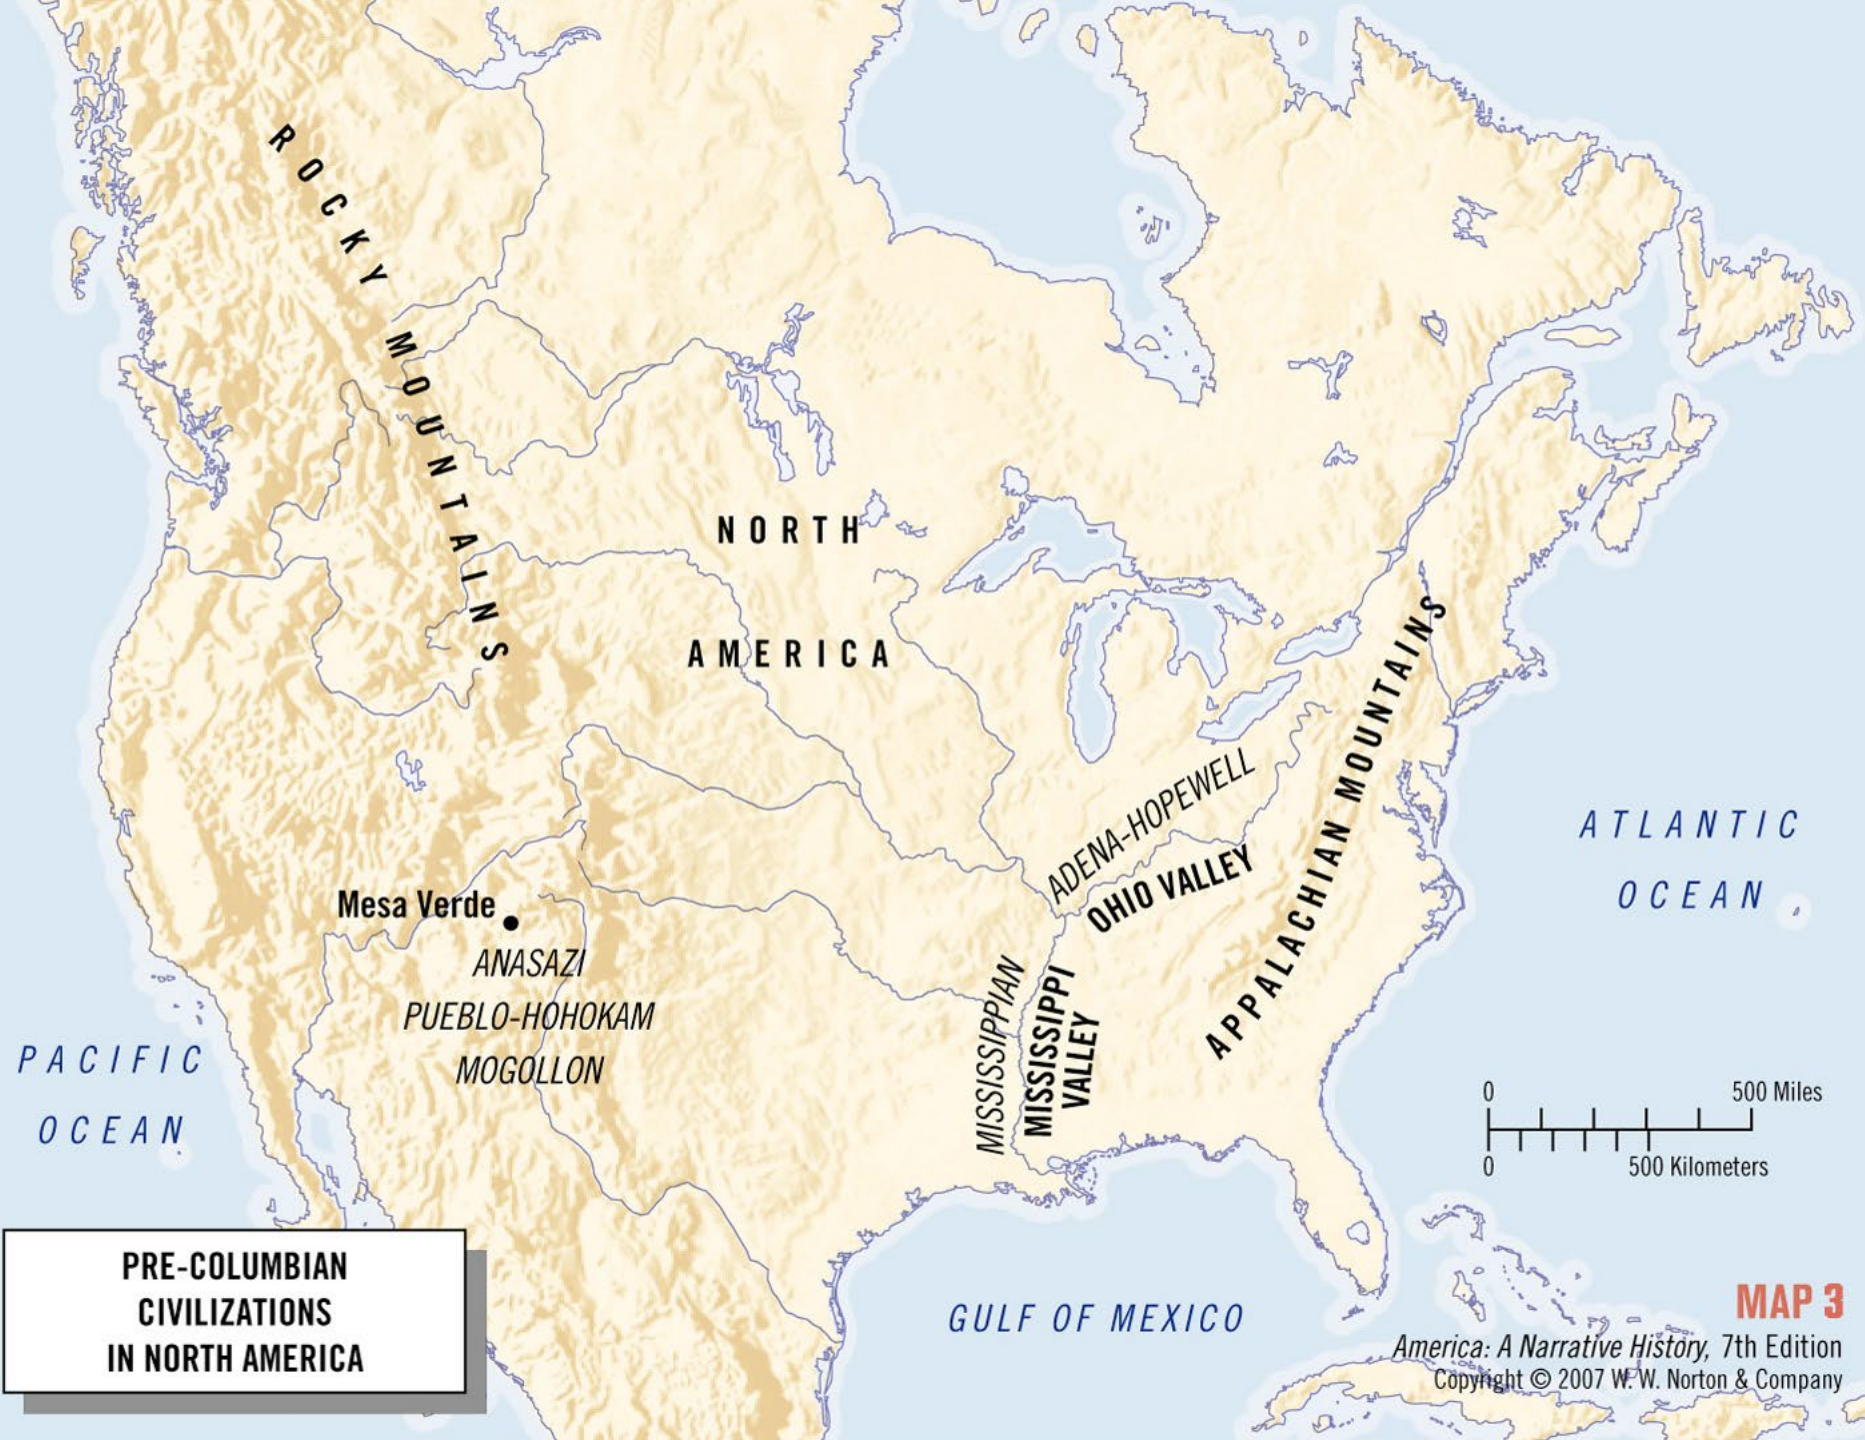 ROCKY MOUNTAINS
NORTH
AMERICA
APPALACHIAN MOUNTAINS
ADENA-HOPEWELL
OHIO VALLEY
ATLANTIC
OCEAN
Mesa Verde
ANASAZI
PUEBLO-HOHOKAM
MOGOLLON
MISSISSIPPIAN
MISSISSIPPI
VALLEY
PACIFIC
OCEAN
0 500 Miles
0 500 Kilometers
GULF OF MEXICO
PRE-COLUMBIAN
CIVILIZATIONS
IN NORTH AMERICA
MAP 3
America: A Narrative History, 7th Edition
Copyright © 2007 W. W. Norton & Company